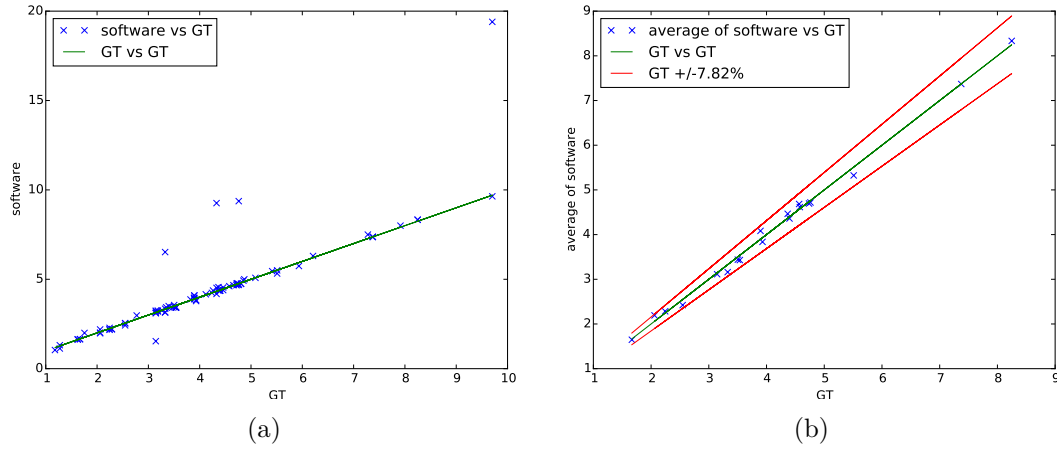 software vs GT
GT vs GT
20
15
10
5
0
software
1 2 3 4 5 6 7 8 9 10
GT
(a)
average of software vs GT
GT vs GT
GT +/-7.82%
9
8
7
6
5
4
3
2
1
average of software
1 2 3 4 5 6 7 8 9
GT
(b)